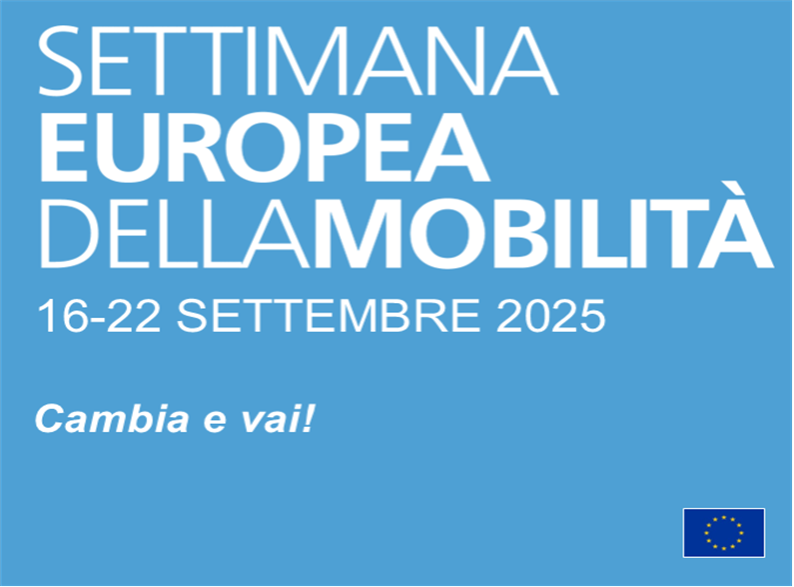 SETTIMANA
EUROPEA
DELLAMOBILITÀ
16-22 SETTEMBRE 2025
Cambia e vai!